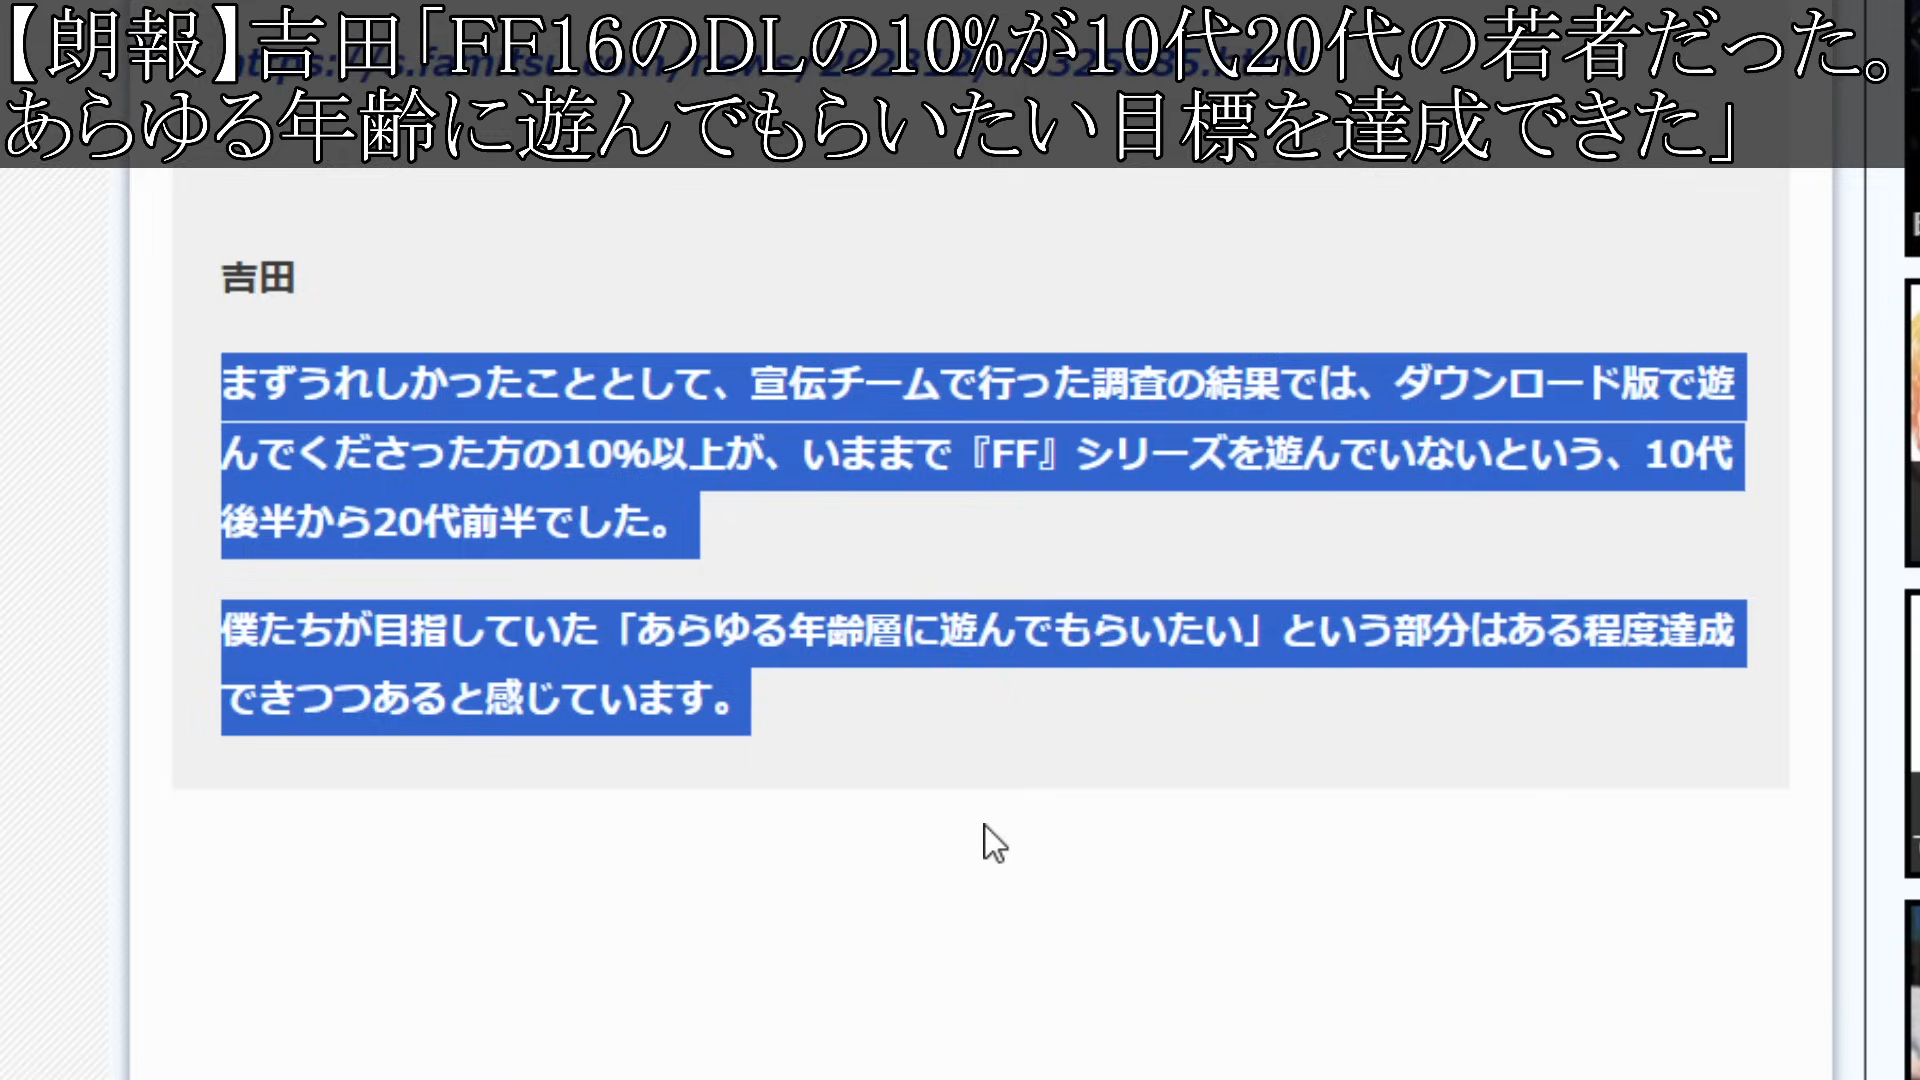 【朗報】吉田「FF16のDLの10%が10代20代の若者だった。
あらゆる年齢に遊んでもらいたい目標を達成できた」
吉田
まずうれしかったこととして、宣伝チームで行った調査の結果では、ダウンロード版で遊
んでくださった方の10%以上が、いままで『FF』シリーズを遊んでいないという、10代
後半から20代前半でした。
僕たちが目指していた「あらゆる年齢層に遊んでもらいたい」という部分はある程度達成
できつつあると感じています。